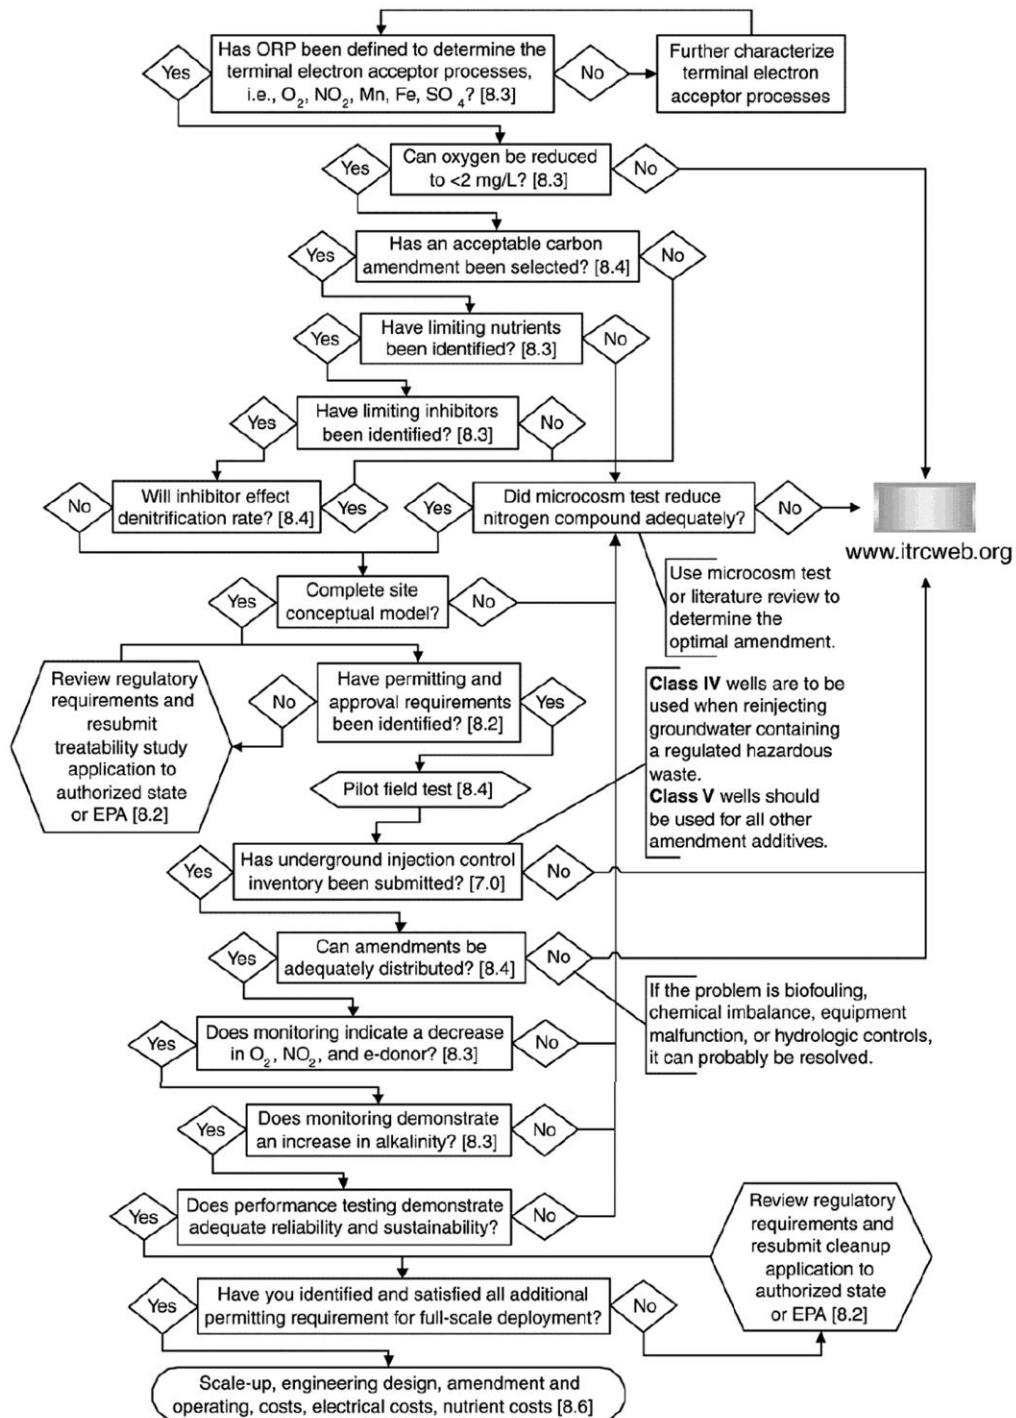 Has ORP been defined to determine the
terminal electron acceptor processes,
i.e., O2, NO2, Mn, Fe, SO4? [8.3]
Yes
No
Further characterize
terminal electron
acceptor processes
Can oxygen be reduced
to <2 mg/L? [8.3]
Yes
No
Has an acceptable carbon
amendment been selected? [8.4]
Yes
No
Have limiting nutrients
been identified? [8.3]
Yes
No
Have limiting inhibitors
been identified? [8.3]
Yes
No
Will inhibitor effect
denitrification rate? [8.4]
No
Yes
Did microcosm test reduce
nitrogen compound adequately?
Yes
No
www.itrcweb.org
Use microcosm test
or literature review to
determine the
optimal amendment.
Complete site
conceptual model?
Yes
No
Review regulatory
requirements and
resubmit
treatability study
application to
authorized state
or EPA [8.2]
Have permitting and
approval requirements
been identified? [8.2]
No
Yes
Class IV wells are to be
used when reinjecting
groundwater containing
a regulated hazardous
waste.
Class V wells should
be used for all other
amendment additives.
Pilot field test [8.4]
Has underground injection control
inventory been submitted? [7.0]
Yes
No
Can amendments be
adequately distributed? [8.4]
Yes
No
If the problem is biofouling,
chemical imbalance, equipment
malfunction, or hydrologic controls,
it can probably be resolved.
Does monitoring indicate a decrease
in O2, NO2, and e-donor? [8.3]
Yes
No
Does monitoring demonstrate
an increase in alkalinity? [8.3]
Yes
No
Does performance testing demonstrate
adequate reliability and sustainability?
Yes
No
Review regulatory
requirements and
resubmit cleanup
application to
authorized state
or EPA [8.2]
Have you identified and satisfied all additional
permitting requirement for full-scale deployment?
Yes
No
Scale-up, engineering design, amendment and
operating, costs, electrical costs, nutrient costs [8.6]